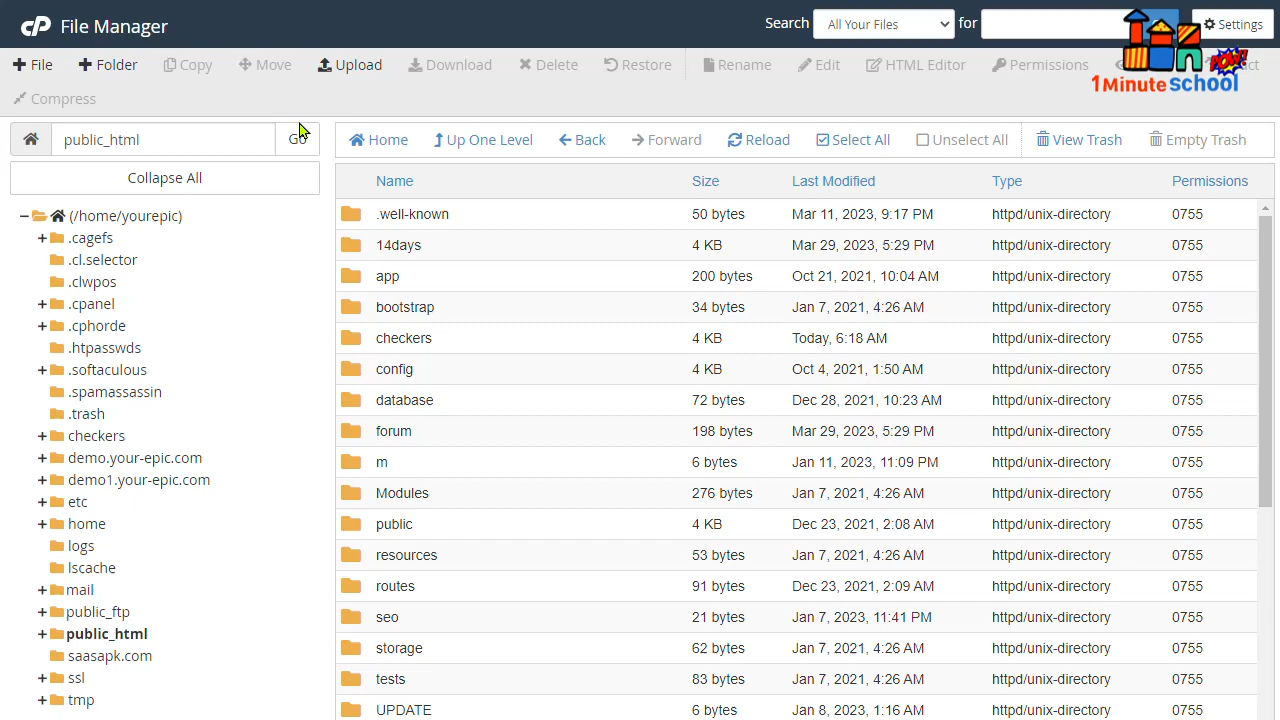 cP File Manager
Search All Your Files for Settings
File Folder Copy Move Upload Download Delete Restore Rename Edit HTML Editor Permissions
POW!
1 Minute SCHOOL
Compress
public_html Go
Home Up One Level Back Forward Reload Select All Unselect All View Trash Empty Trash
Collapse All
(/home/yourepic)
.cagefs
.cl.selector
.clwpos
.cpanel
.cphorde
.htpasswds
.softaculous
.spamassassin
.trash
checkers
demo.your-epic.com
demo1.your-epic.com
etc
home
logs
lscache
mail
public_ftp
public_html
saasapk.com
ssl
tmp
Name Size Last Modified Type Permissions
.well-known 50 bytes Mar 11, 2023, 9:17 PM httpd/unix-directory 0755
14days 4 KB Mar 29, 2023, 5:29 PM httpd/unix-directory 0755
app 200 bytes Oct 21, 2021, 10:04 AM httpd/unix-directory 0755
bootstrap 34 bytes Jan 7, 2021, 4:26 AM httpd/unix-directory 0755
checkers 4 KB Today, 6:18 AM httpd/unix-directory 0755
config 4 KB Oct 4, 2021, 1:50 AM httpd/unix-directory 0755
database 72 bytes Dec 28, 2021, 10:23 AM httpd/unix-directory 0755
forum 198 bytes Mar 29, 2023, 5:29 PM httpd/unix-directory 0755
m 6 bytes Jan 11, 2023, 11:09 PM httpd/unix-directory 0755
Modules 276 bytes Jan 7, 2021, 4:26 AM httpd/unix-directory 0755
public 4 KB Dec 23, 2021, 2:08 AM httpd/unix-directory 0755
resources 53 bytes Jan 7, 2021, 4:26 AM httpd/unix-directory 0755
routes 91 bytes Dec 23, 2021, 2:09 AM httpd/unix-directory 0755
seo 21 bytes Jan 7, 2023, 11:41 PM httpd/unix-directory 0755
storage 62 bytes Jan 7, 2021, 4:26 AM httpd/unix-directory 0755
tests 83 bytes Jan 7, 2021, 4:26 AM httpd/unix-directory 0755
UPDATE 6 bytes Jan 8, 2023, 1:16 AM httpd/unix-directory 0755